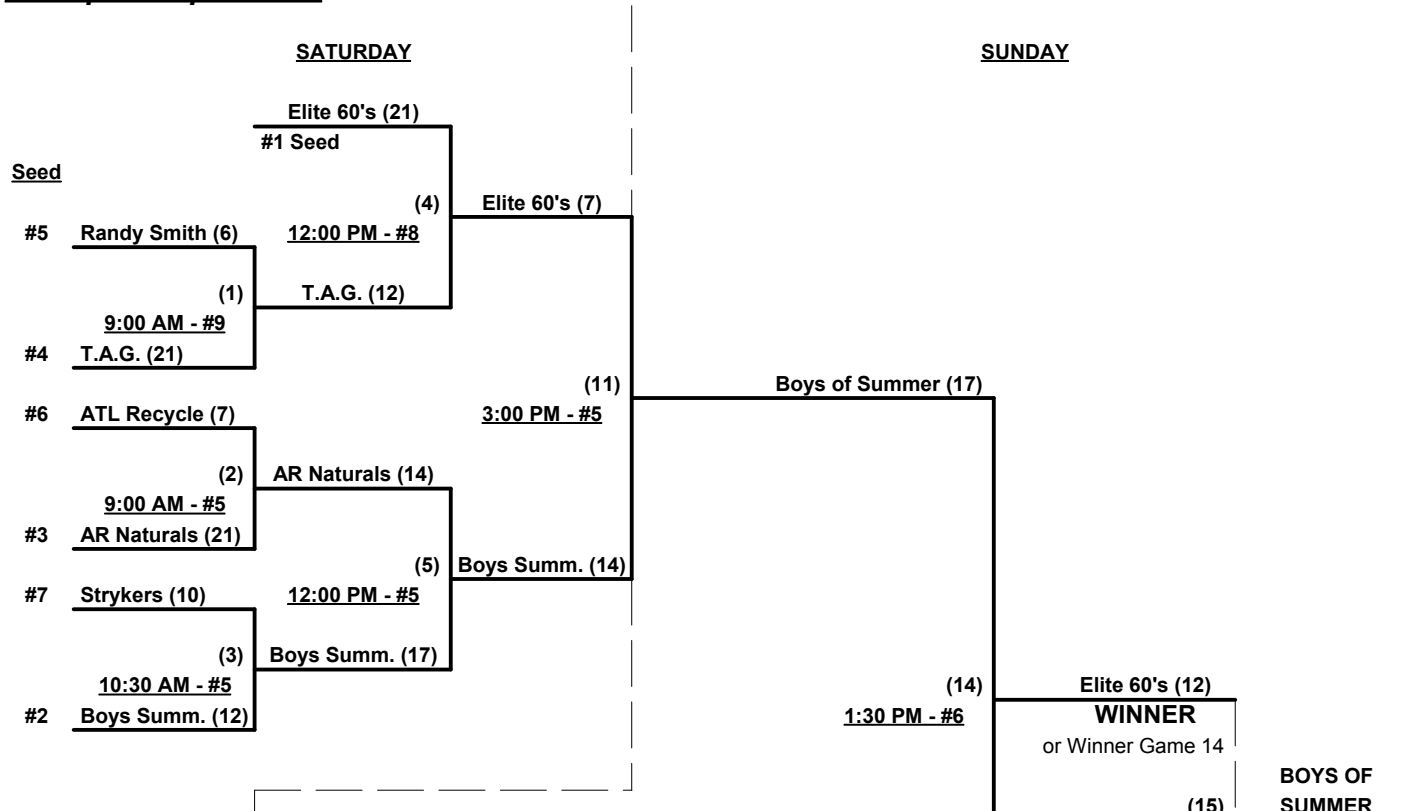 SATURDAY
SUNDAY
Elite 60's (21)
#1 Seed
Seed
(4)
Elite 60's (7)
#5 Randy Smith (6)
12:00 PM - #8
(1)
T.A.G. (12)
9:00 AM - #9
#4 T.A.G. (21)
(11)
Boys of Summer (17)
#6 ATL Recycle (7)
3:00 PM - #5
(2)
AR Naturals (14)
9:00 AM - #5
#3 AR Naturals (21)
(5)
Boys Summ. (14)
#7 Strykers (10)
12:00 PM - #5
(3)
Boys Summ. (17)
10:30 AM - #5
(14)
Elite 60's (12)
#2 Boys Summ. (12)
1:30 PM - #6
WINNER
or Winner Game 14
BOYS OF
(15)
SUMMER